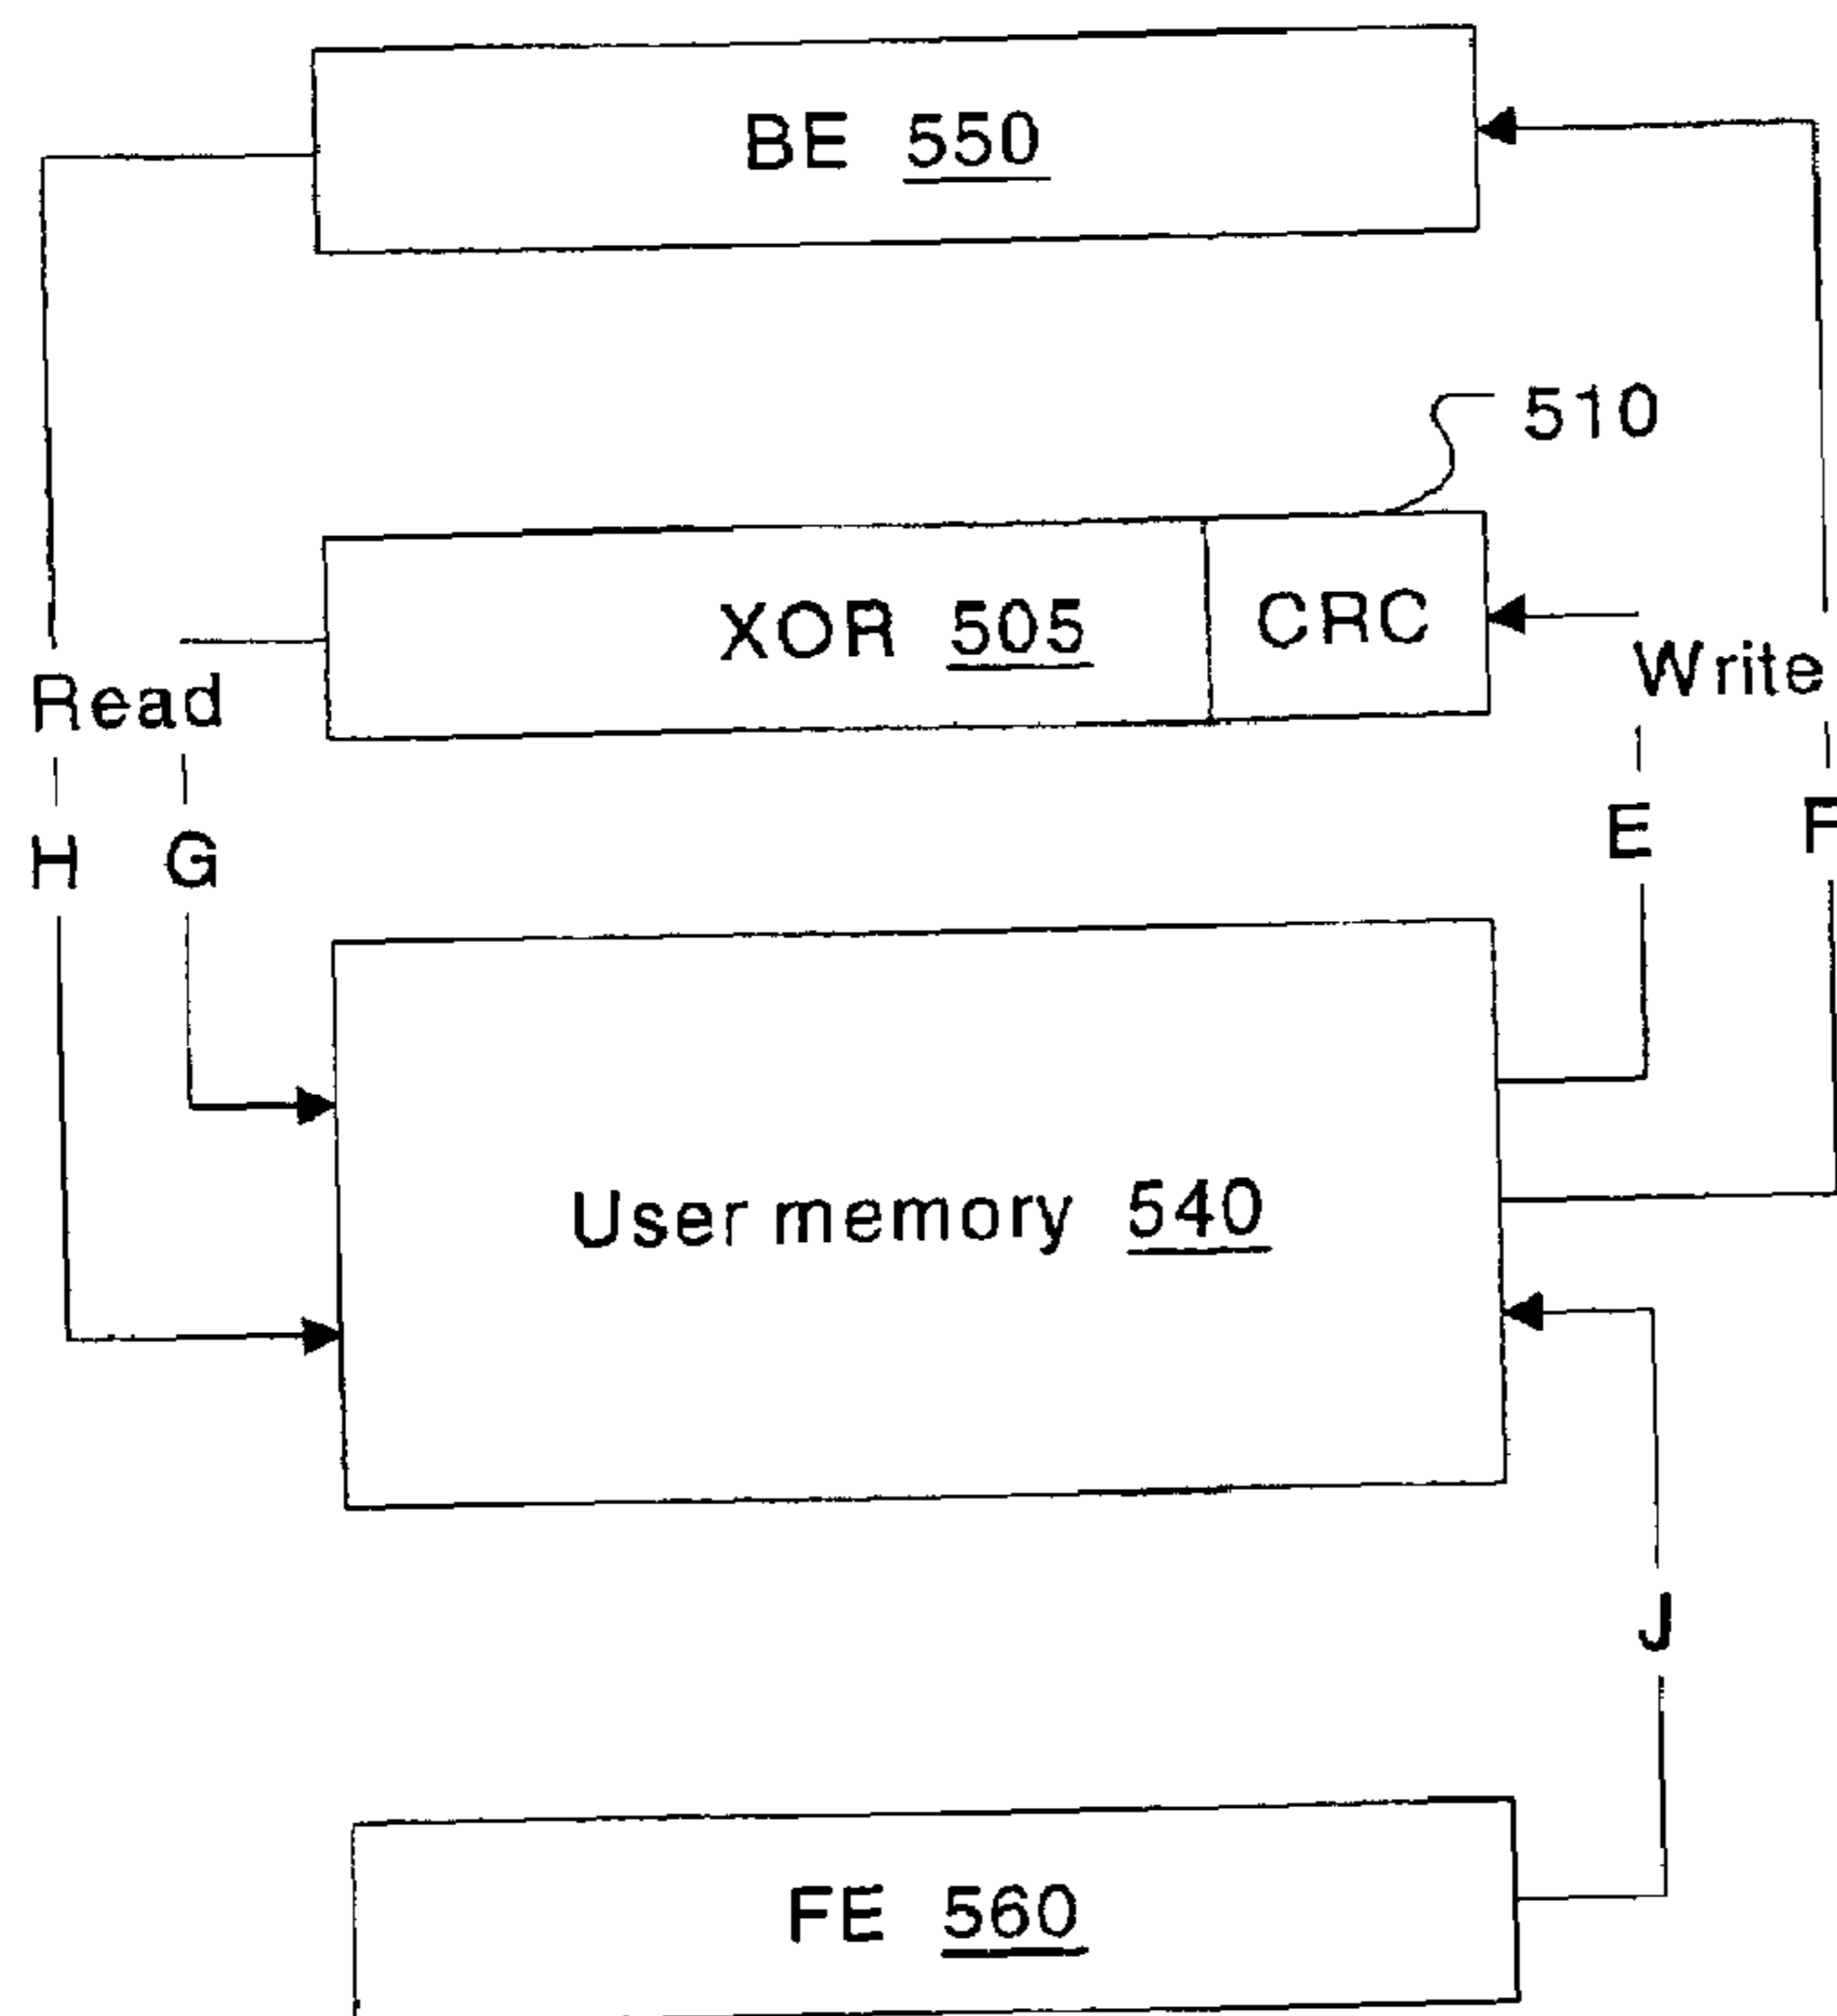 BE 550
510
XOR 505 CRC
Read
Write
H G
E F
User memory 540
J
FE 560